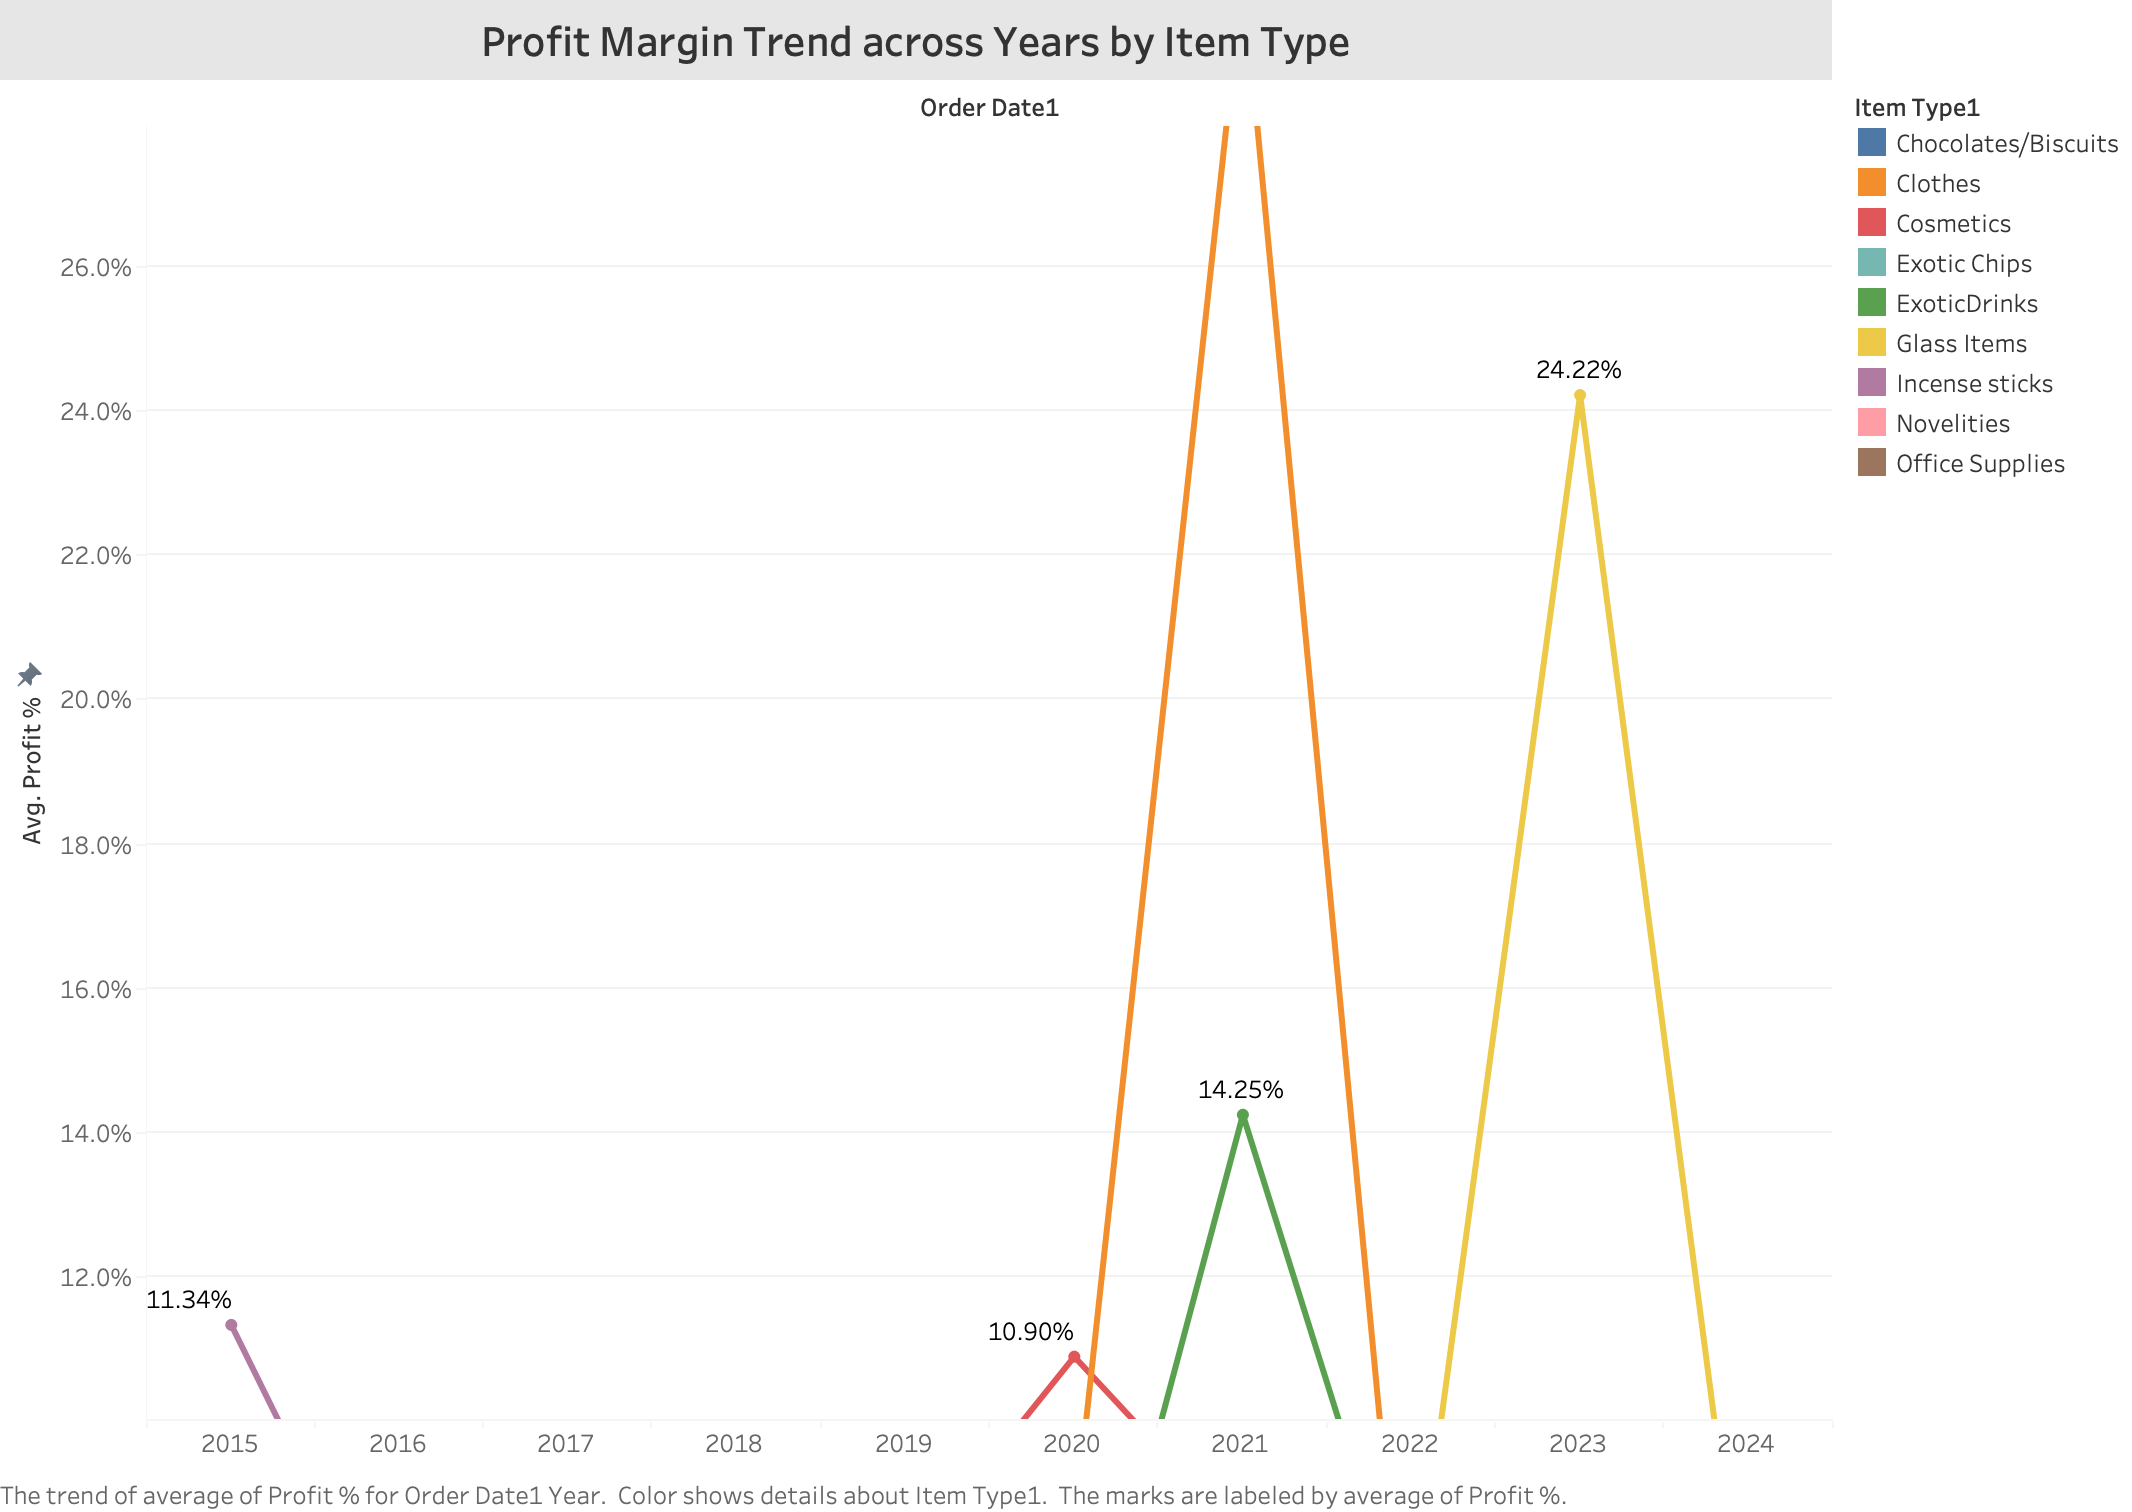 Profit Margin Trend across Years by Item Type
Order Date1
Item Type1
Chocolates/Biscuits
Clothes
Cosmetics
Exotic Chips
ExoticDrinks
Glass Items
Incense sticks
Novelities
Office Supplies
Avg. Profit %
26.0%
24.0%
22.0%
20.0%
18.0%
16.0%
14.0%
12.0%
24.22%
14.25%
11.34%
10.90%
2015 2016 2017 2018 2019 2020 2021 2022 2023 2024
The trend of average of Profit % for Order Date1 Year.  Color shows details about Item Type1.  The marks are labeled by average of Profit %.